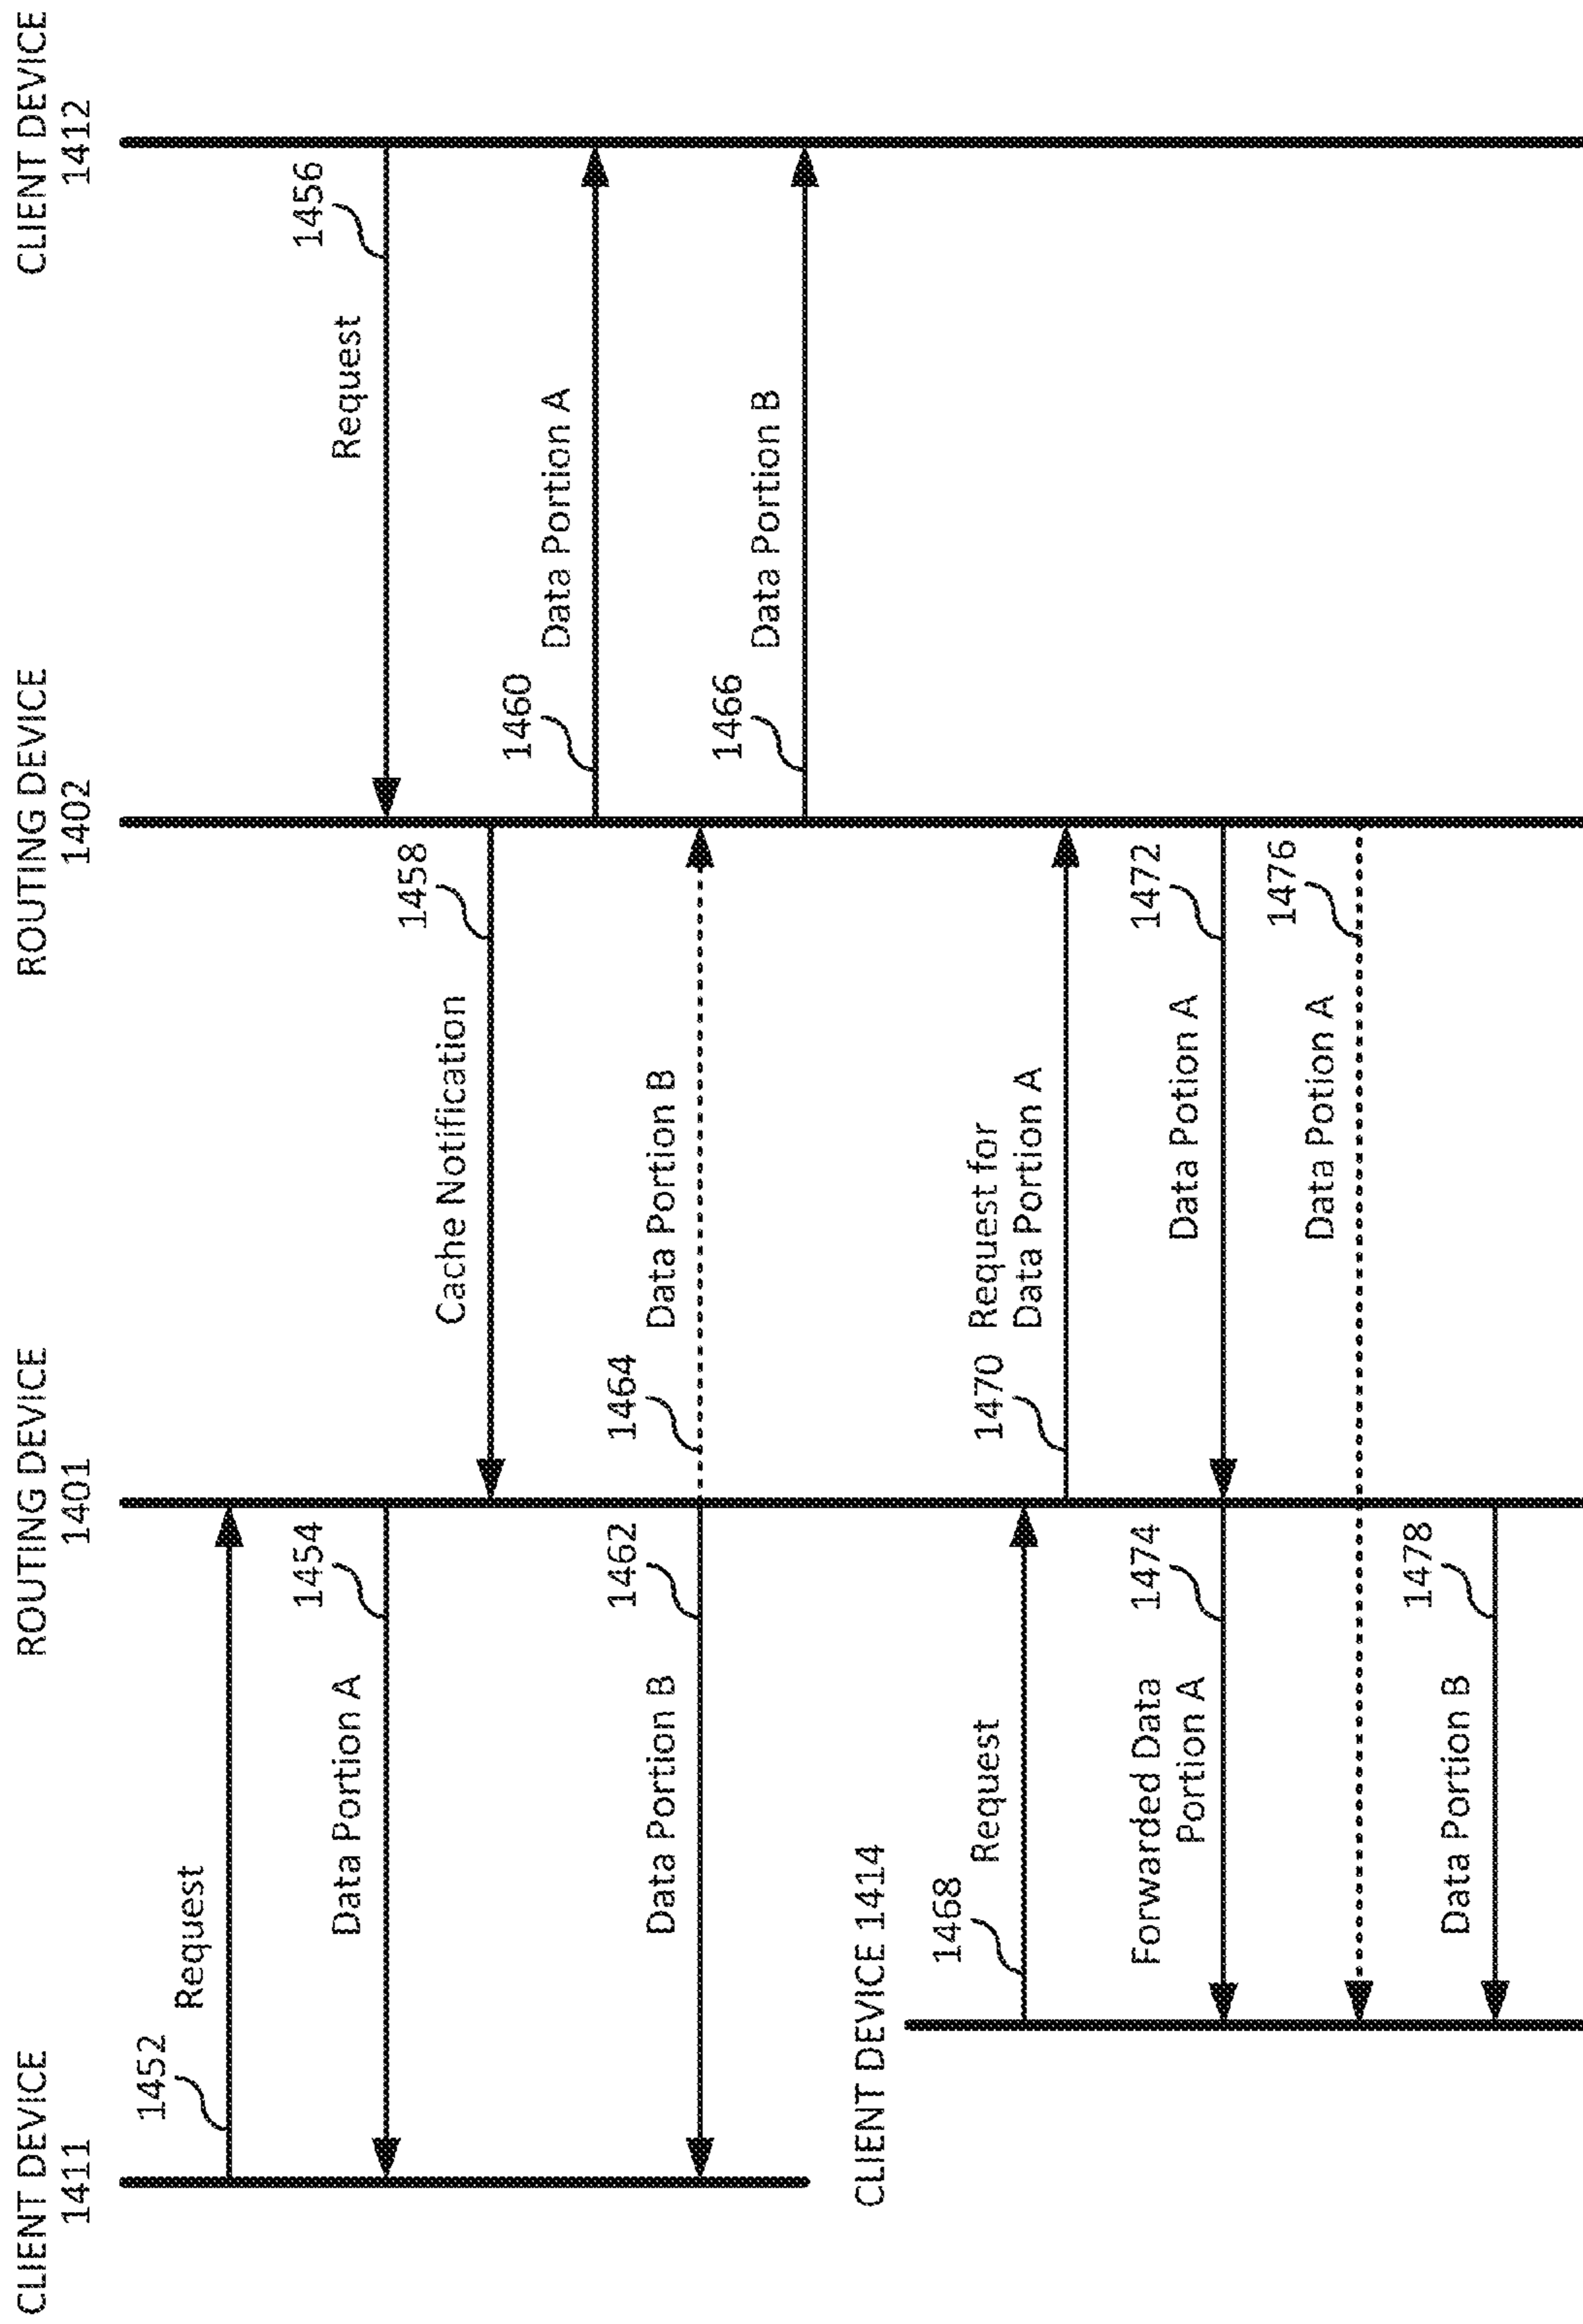 CLIENT DEVICE
1411
ROUTING DEVICE
1401
ROUTING DEVICE
1402
CLIENT DEVICE
1412
1452
Request
1454
Data Portion A
1456
Request
1458
Cache Notification
1460
Data Portion A
1462
Data Portion B
1464
Data Portion B
1466
Data Portion B
CLIENT DEVICE 1414
1468
Request
1470
Request for
Data Portion A
1472
Data Potion A
1474
Forwarded Data
Portion A
1476
Data Potion A
1478
Data Portion B